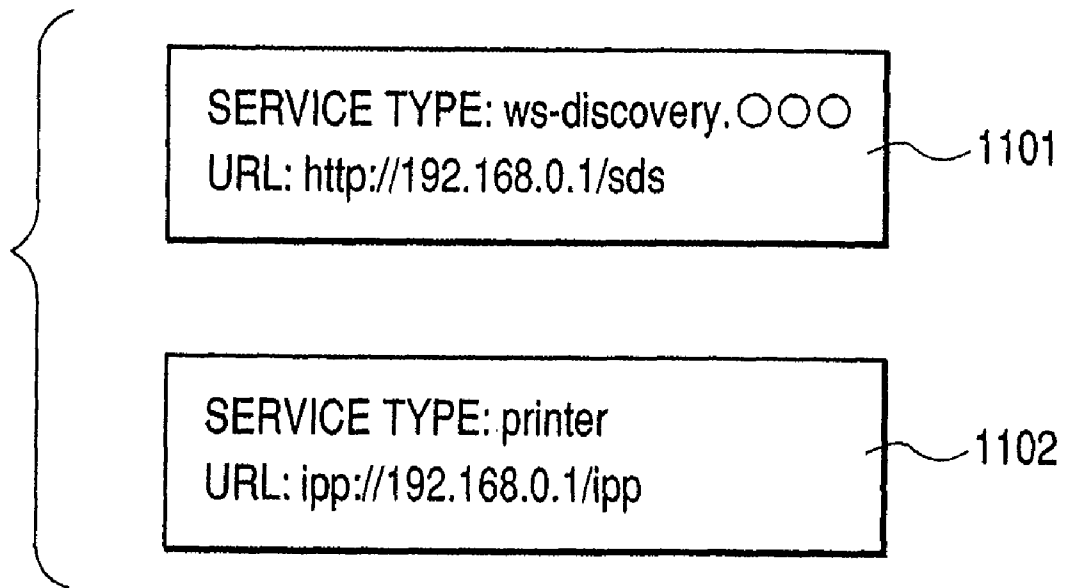 SERVICE TYPE: ws-discovery.○○○
URL: http://192.168.0.1/sds
1101
SERVICE TYPE: printer
URL: ipp://192.168.0.1/ipp
1102